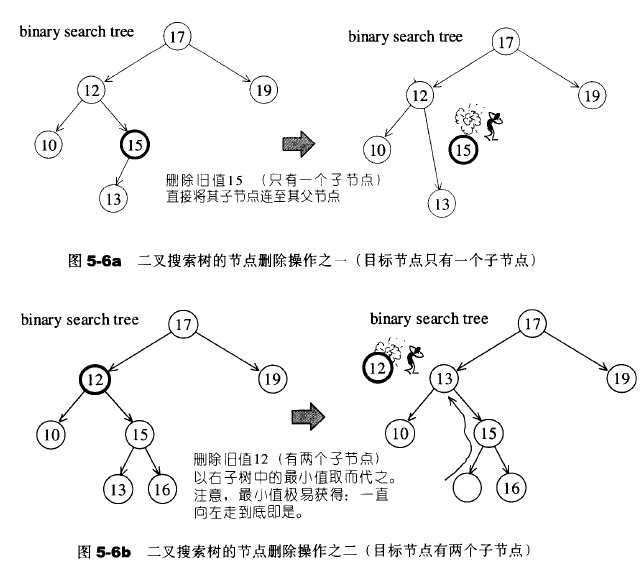 binary search tree
17
12
19
10
15
13
删除旧值15 （只有一个子节点）
直接将其子节点连至其父节点
binary search tree
17
12
19
10
15
13
图 5-6a 二叉搜索树的节点删除操作之一（目标节点只有一个子节点）
binary search tree
17
12
19
10
15
13
16
删除旧值12（有两个子节点）
以右子树中的最小值取而代之。
注意，最小值极易获得：一直
向左走到底即是。
binary search tree
17
12
13
19
10
15
16
图 5-6b 二叉搜索树的节点删除操作之二（目标节点有两个子节点）